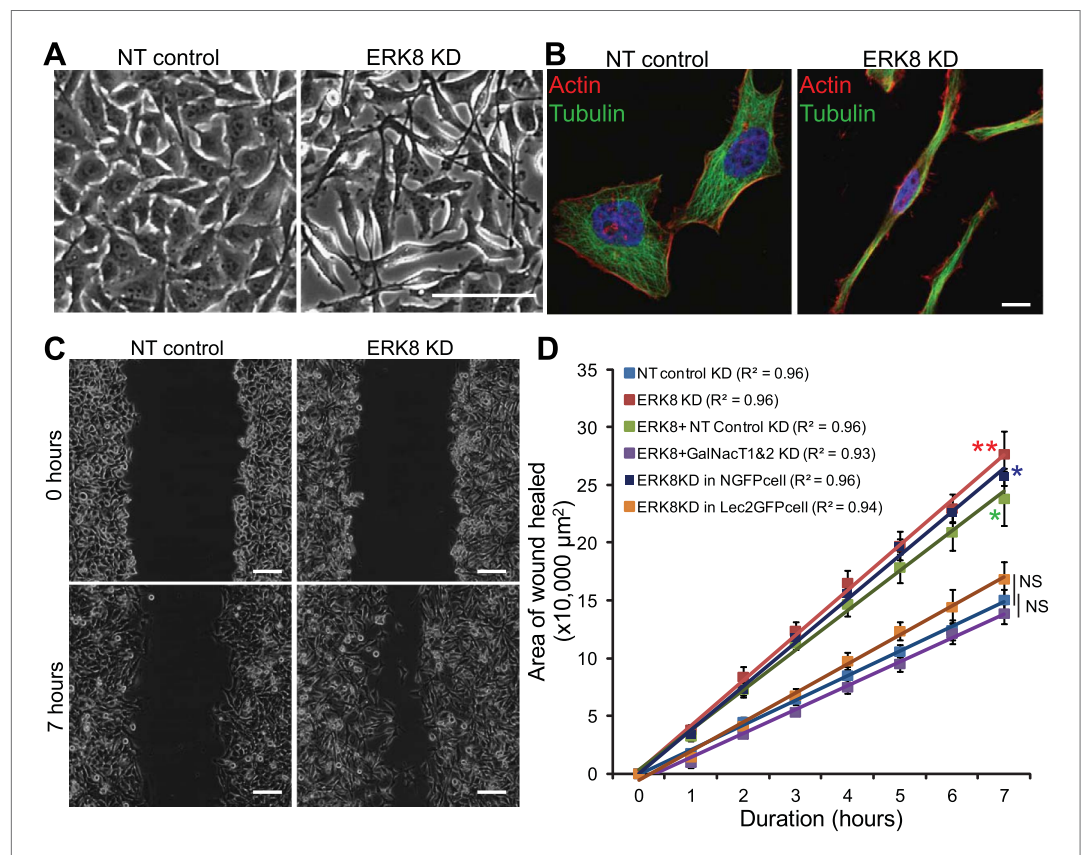 A
NT control
ERK8 KD
B
NT control
ERK8 KD
Actin
Tubulin
Actin
Tubulin
C
NT control
ERK8 KD
0 hours
7 hours
D
NT control KD (R² = 0.96)
ERK8 KD (R² = 0.96)
ERK8+NT Control KD (R² = 0.96)
ERK8+GalNacT1&2 KD (R² = 0.93)
ERK8KD in NGFPcell (R² = 0.96)
ERK8KD in Lec2GFPcell (R² = 0.94)
Area of wound healed
(x10,000 µm²)
35
30
25
20
15
10
5
0
**
*
*
NS
NS
0 1 2 3 4 5 6 7
Duration (hours)